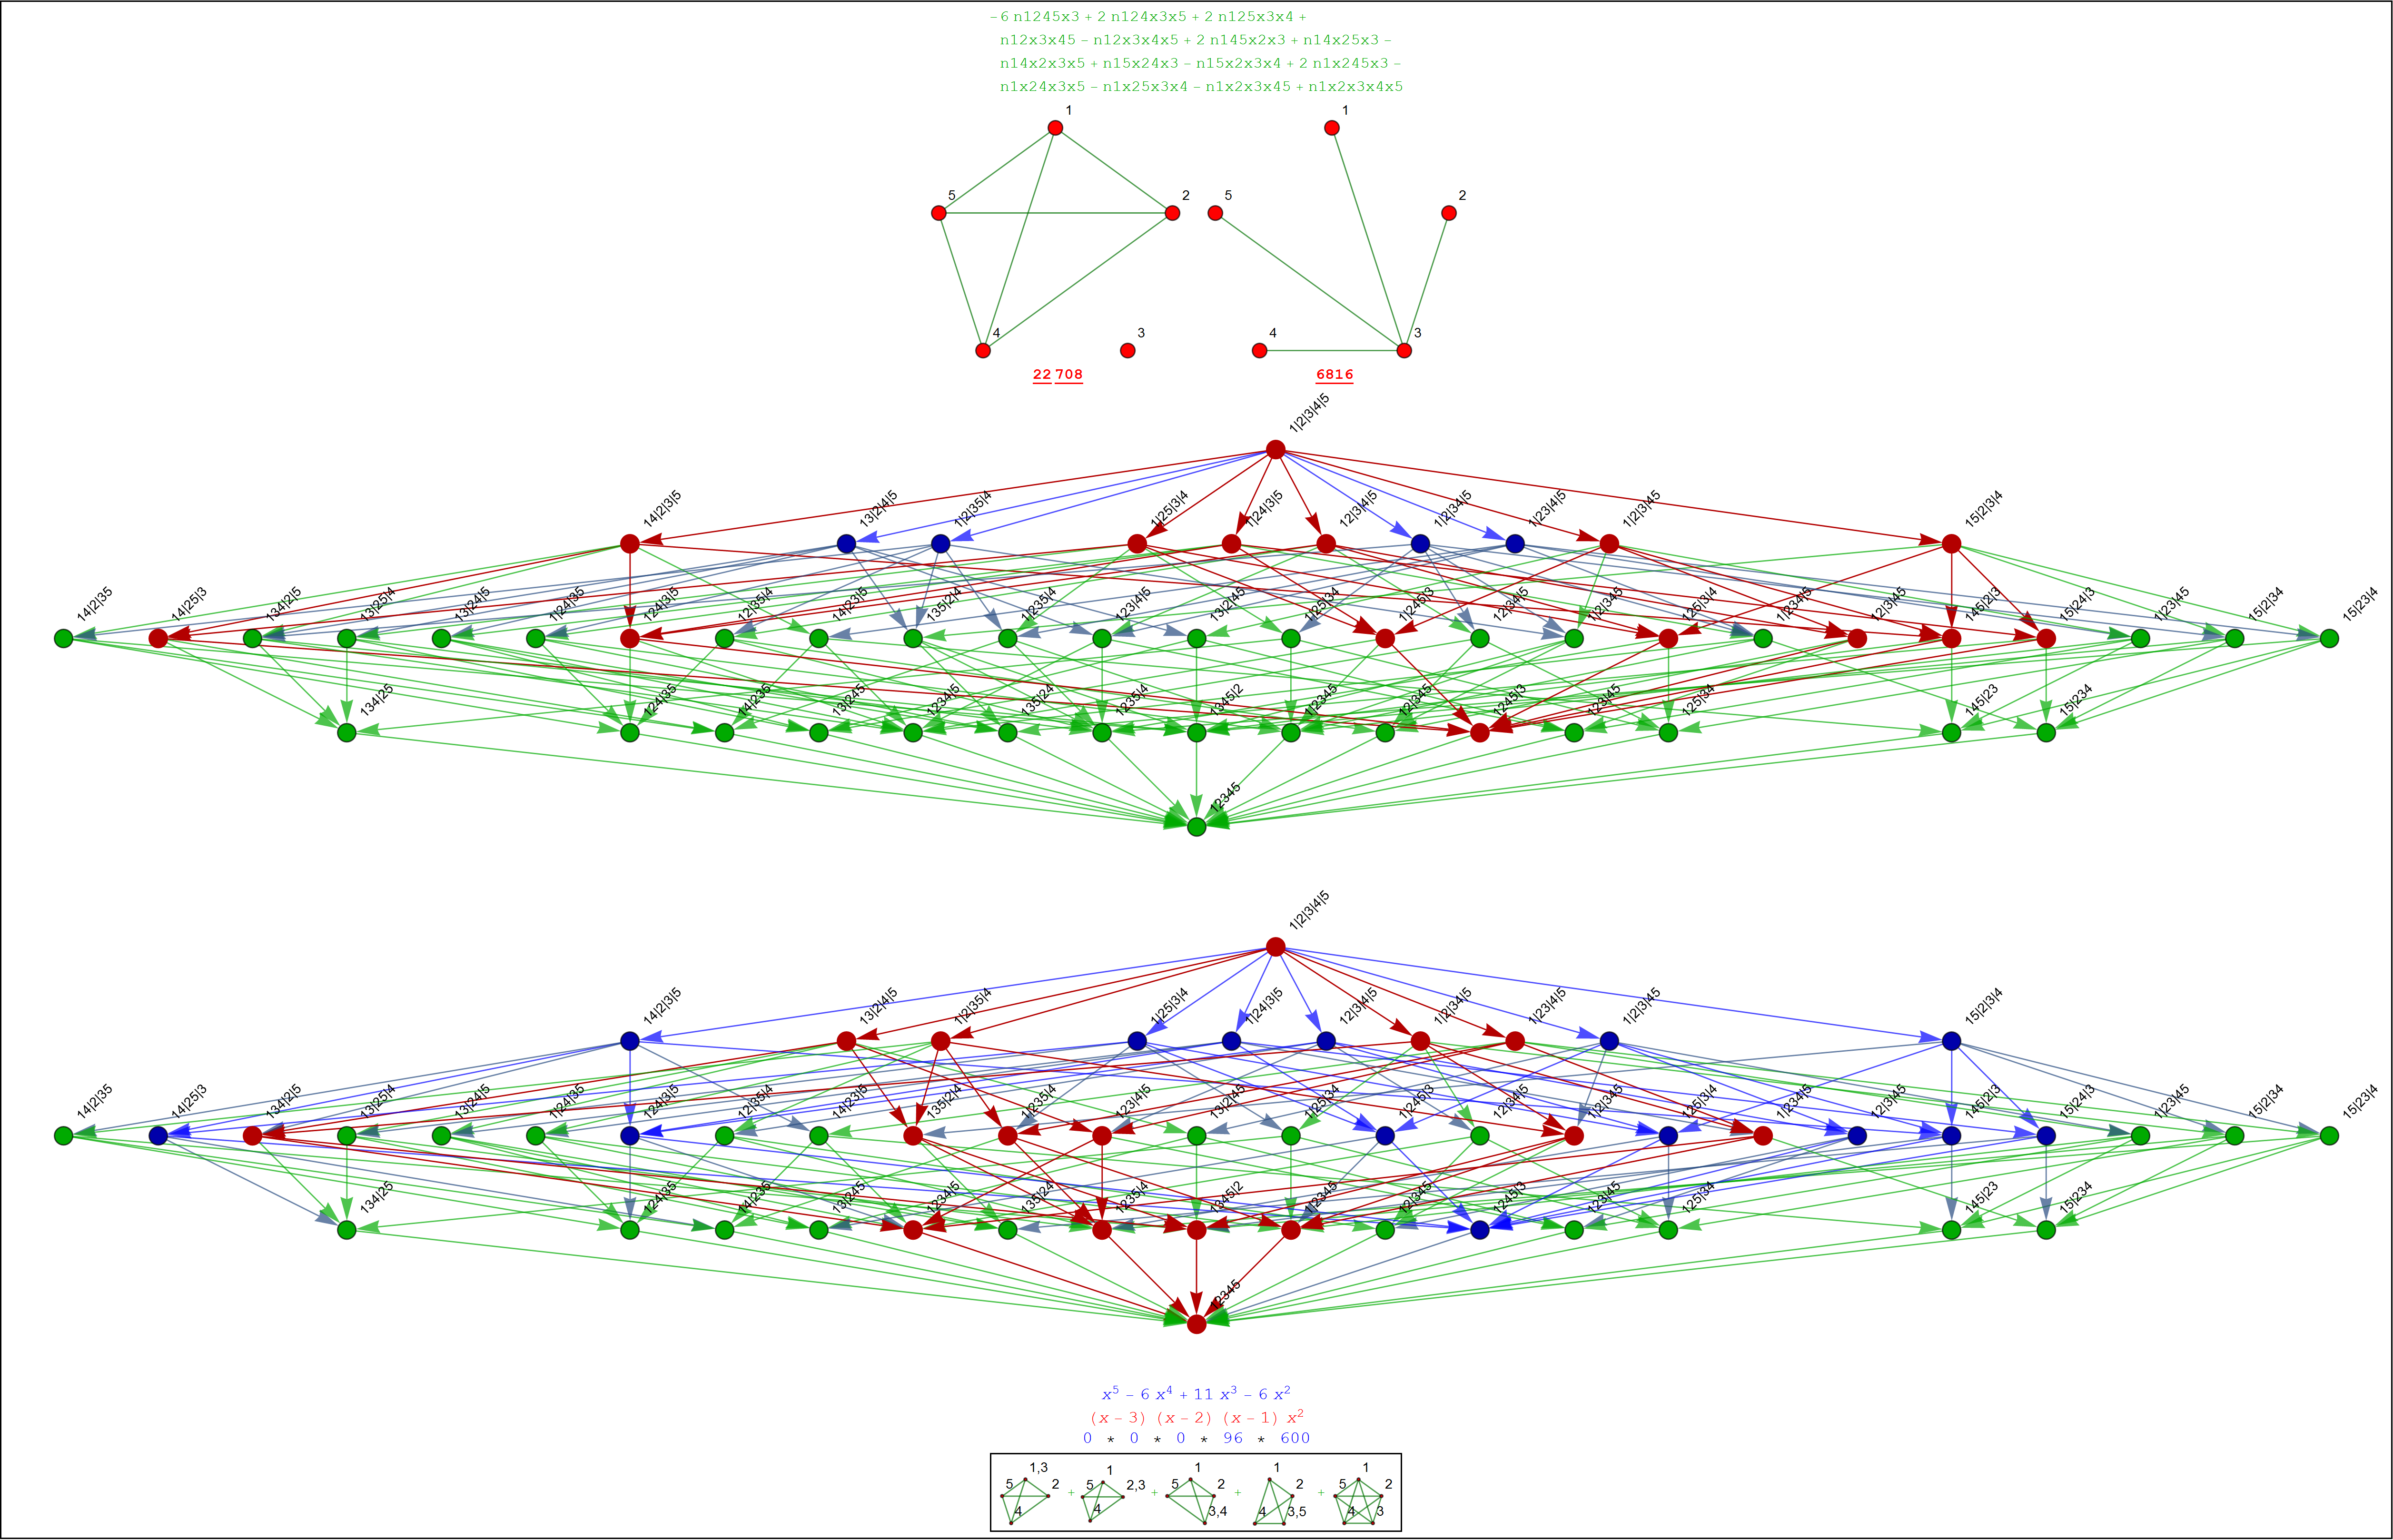 -6 n1245x3 + 2 n124x3x5 + 2 n125x3x4 +
n12x3x45 - n12x3x4x5 + 2 n145x2x3 + n14x25x3 -
n14x2x3x5 + n15x24x3 - n15x2x3x4 + 2 n1x245x3 -
n1x24x3x5 - n1x25x3x4 - n1x2x3x45 + n1x2x3x4x5
1 1
5 2 5 2
4 3 4 3
22 708 6816
1|2|3|4|5
14|2|3|5 13|2|4|5 1|2|35|4 1|25|3|4 1|24|3|5 12|3|4|5 1|2|34|5 1|23|4|5 1|2|3|45 15|2|3|4
14|2|35 14|25|3 134|2|5 13|25|4 13|24|5 1|24|35 124|3|5 12|35|4 14|23|5 135|2|4 1|235|4 123|4|5 13|2|45 1|25|34 1|245|3 12|34|5 1|2|345 125|3|4 1|234|5 12|3|45 145|2|3 15|24|3 1|23|45 15|2|34 15|23|4
134|25 124|35 14|235 13|245 1234|5 135|24 1235|4 1345|2 1|2345 12|345 1245|3 123|45 125|34 145|23 15|234
12345
1|2|3|4|5
14|2|3|5 13|2|4|5 1|2|35|4 1|25|3|4 1|24|3|5 12|3|4|5 1|2|34|5 1|23|4|5 1|2|3|45 15|2|3|4
14|2|35 14|25|3 134|2|5 13|25|4 13|24|5 1|24|35 124|3|5 12|35|4 14|23|5 135|2|4 1|235|4 123|4|5 13|2|45 1|25|34 1|245|3 12|34|5 1|2|345 125|3|4 1|234|5 12|3|45 145|2|3 15|24|3 1|23|45 15|2|34 15|23|4
134|25 124|35 14|235 13|245 1234|5 135|24 1235|4 1345|2 1|2345 12|345 1245|3 123|45 125|34 145|23 15|234
12345
x⁵ - 6 x⁴ + 11 x³ - 6 x²
(x - 3) (x - 2) (x - 1) x²
0 * 0 * 0 * 96 * 600
1,3 1 1 1 1
5 2 + 5 2,3 + 5 2 + 2 + 5 2
4 4 3,4 4 3,5 4 3